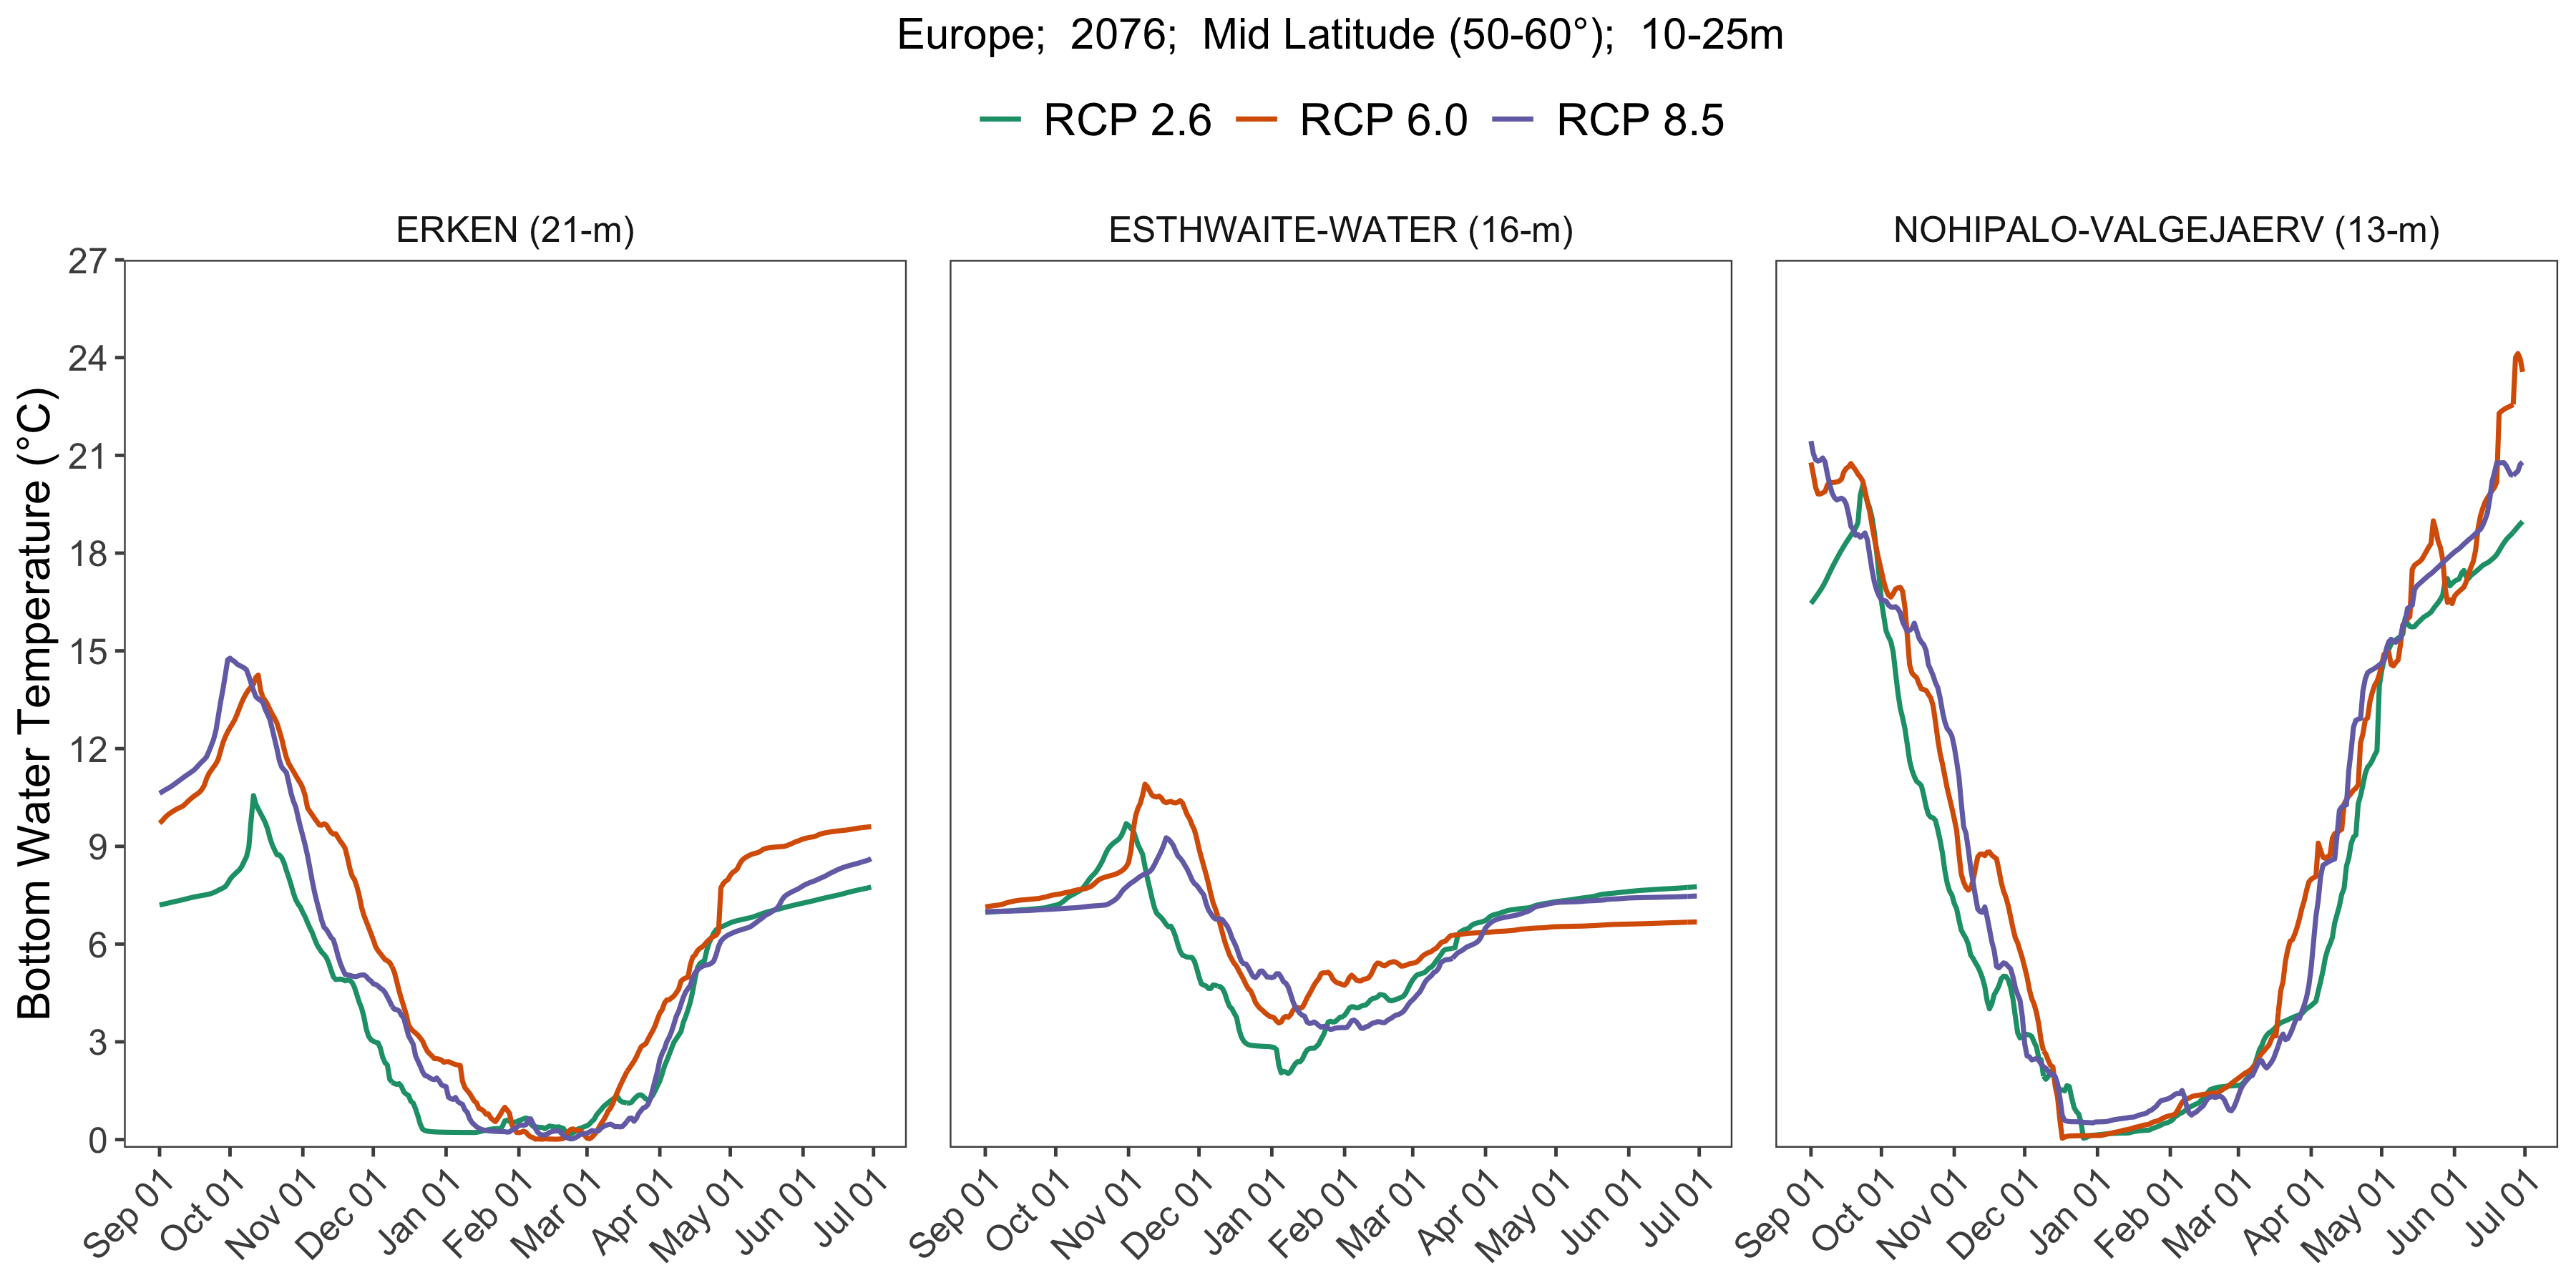 Europe;  2076;  Mid Latitude (50-60°);  10-25m
RCP 2.6 RCP 6.0 RCP 8.5
ERKEN (21-m) ESTHWAITE-WATER (16-m) NOHIPALO-VALGEJAERV (13-m)
Bottom Water Temperature (°C)
27
24
21
18
15
12
9
6
3
0
Sep 01 Oct 01 Nov 01 Dec 01 Jan 01 Feb 01 Mar 01 Apr 01 May 01 Jun 01 Jul 01
Sep 01 Oct 01 Nov 01 Dec 01 Jan 01 Feb 01 Mar 01 Apr 01 May 01 Jun 01 Jul 01
Sep 01 Oct 01 Nov 01 Dec 01 Jan 01 Feb 01 Mar 01 Apr 01 May 01 Jun 01 Jul 01